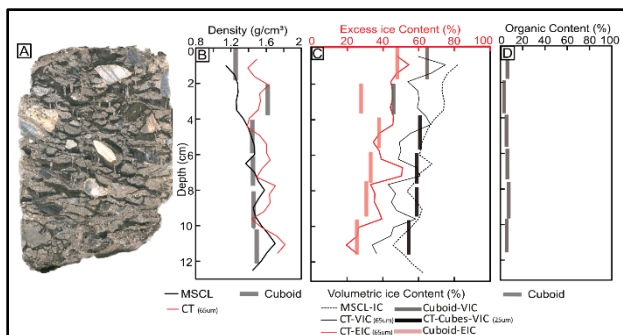 Density (g/cm³)
0.8 1.2 1.6 2
Excess ice Content (%)
0 20 40 60 80 100
Organic Content (%)
0 20 40 60 80 100
A
B
C
D
Depth (cm)
0
2
4
6
8
10
12
MSCL
CT (65um)
Cuboid
Volumetric ice Content (%)
MSCL-IC
CT-VIC (65um)
CT-EIC (65um)
Cuboid-VIC
CT-Cubes-VIC (25um)
Cuboid-EIC
Cuboid